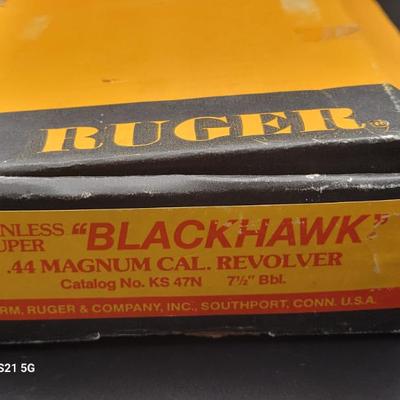 RUGER®
INLESS
UPER "BLACKHAWK"
.44 MAGNUM CAL. REVOLVER
Catalog No. KS 47N 7½" Bbl.
RM, RUGER & COMPANY, INC., SOUTHPORT, CONN. U.S.A.
S21 5G